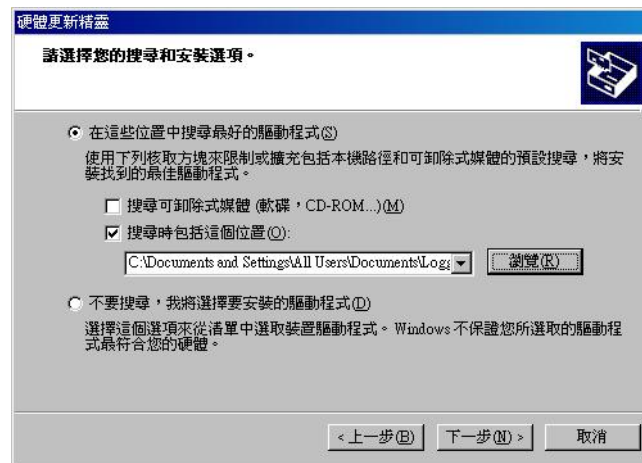 硬體更新精靈
請選擇您的搜尋和安裝選項。
在這些位置中搜尋最好的驅動程式(S)
使用下列核取方塊來限制或擴充包括本機路徑和可卸除式媒體的預設搜尋，將安
裝找到的最佳驅動程式。
搜尋可卸除式媒體 (軟碟，CD-ROM...)(M)
搜尋時包括這個位置(O):
C:\Documents and Settings\All Users\Documents\Logg
瀏覽(R)
不要搜尋，我將選擇要安裝的驅動程式(D)
選擇這個選項來從清單中選取裝置驅動程式。Windows 不保證您所選取的驅動程
式最符合您的硬體。
<上一步(B)
下一步(N)>
取消